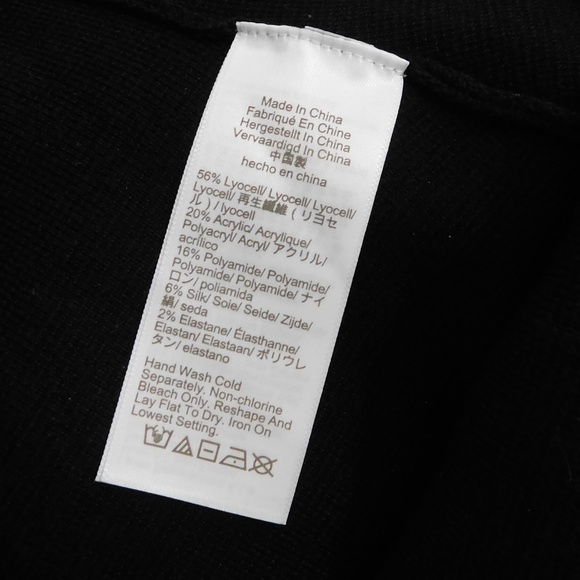 Made In China
Fabriqué En Chine
Hergestellt In China
Vervaardigd In China
中国製
hecho en china
56% Lyocell/ Lyocell/ Lyocell/
Lyocell/ 再生繊維 ( リヨセ
ル ) / lyocell
20% Acrylic/ Acrylique/
Polyacryl/ Acryl/ アクリル/
acrílico
16% Polyamide/ Polyamide/
Polyamide/ Polyamide/ ナイ
ロン/ poliamida
6% Silk/ Soie/ Seide/ Zijde/
絹/ seda
2% Elastane/ Élasthanne/
Elastan/ Elastaan/ ポリウレ
タン/ elastano
Hand Wash Cold
Separately. Non-chlorine
Bleach Only. Reshape And
Lay Flat To Dry. Iron On
Lowest Setting.